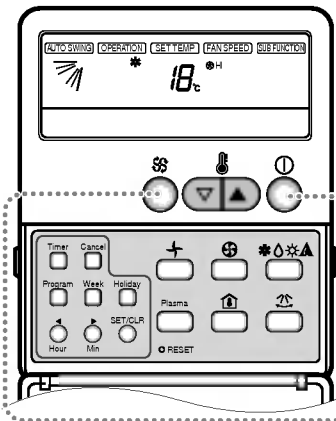 AUTO SWING OPERATION SET TEMP FAN SPEED SUB FUNCTION
18°C HI
Timer Cancel
Program Week Holiday
Plasma
SET/CLR
Hour Min
RESET